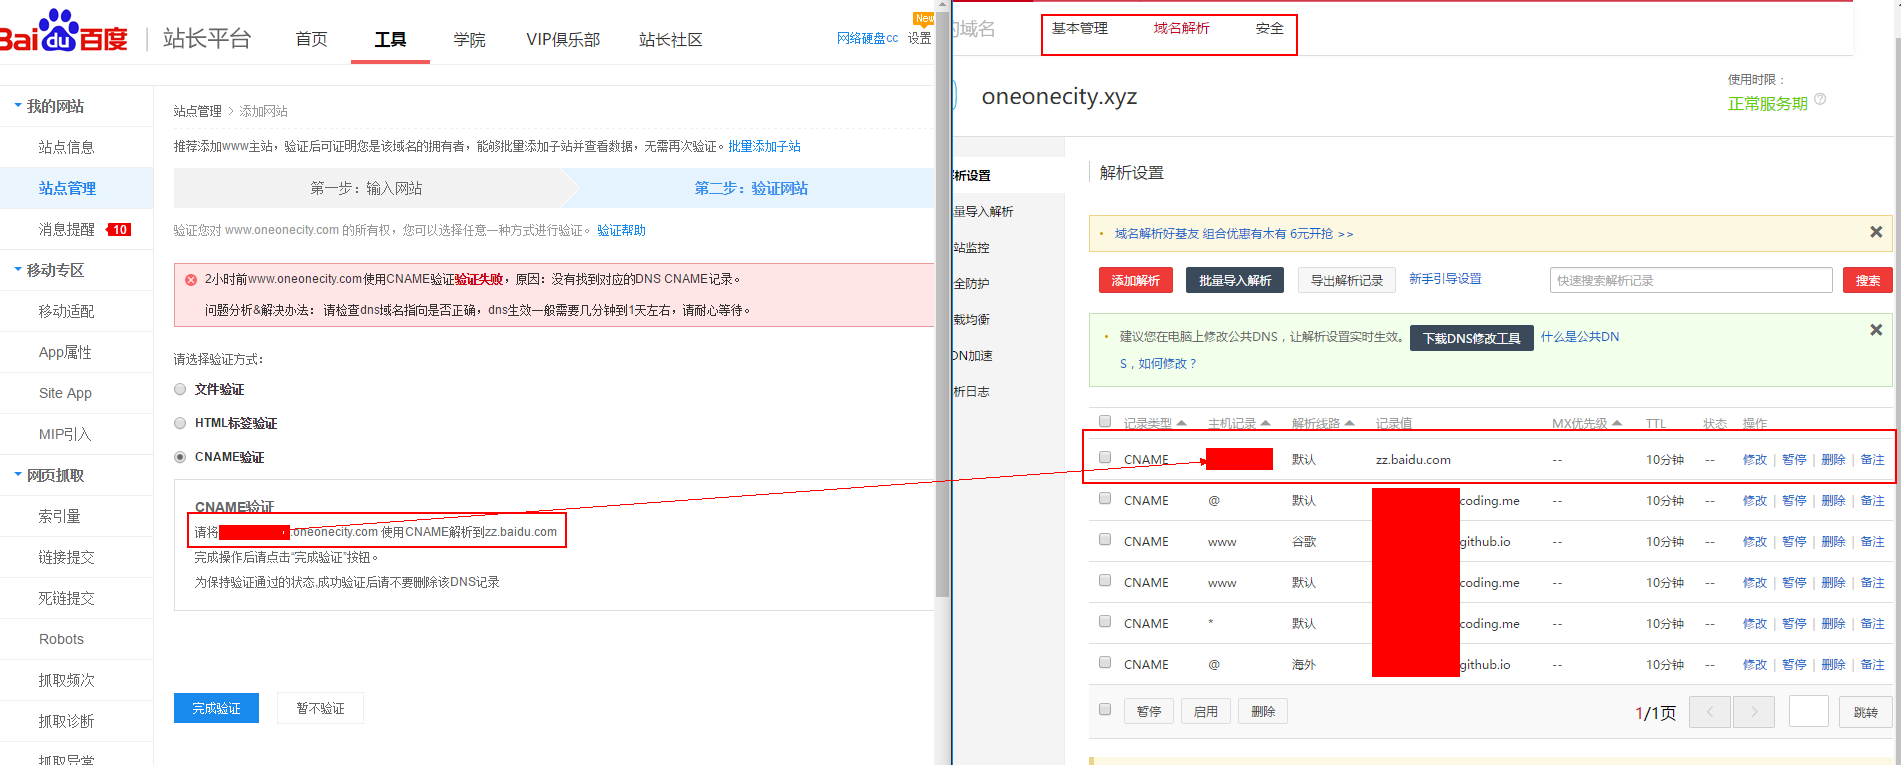 Bai du 百度 站长平台
首页
工具
学院
VIP俱乐部
站长社区
网络硬盘cc
New
设置
我的网站
站点信息
站点管理
消息提醒 10
移动专区
移动适配
App属性
Site App
MIP引入
网页抓取
索引量
链接提交
死链提交
Robots
抓取频次
抓取诊断
抓取异常
站点管理 > 添加网站
推荐添加www主站，验证后可证明您是该域名的拥有者，能够批量添加子站并查看数据，无需再次验证。批量添加子站
第一步：输入网站
第二步：验证网站
验证您对 www.oneonecity.com 的所有权，您可以选择任意一种方式进行验证。 验证帮助
2小时前www.oneonecity.com使用CNAME验证验证失败，原因：没有找到对应的DNS CNAME记录。
问题分析&解决办法： 请检查dns域名指向是否正确，dns生效一般需要几分钟到1天左右，请耐心等待。
请选择验证方式：
文件验证
HTML标签验证
CNAME验证
CNAME验证
请将 .oneonecity.com 使用CNAME解析到zz.baidu.com
完成操作后请点击“完成验证”按钮。
为保持验证通过的状态,成功验证后请不要删除该DNS记录
完成验证
暂不验证
的域名
基本管理
域名解析
安全
oneonecity.xyz
使用时限：
正常服务期 ?
解析设置
量导入解析
站监控
全防护
载均衡
DN加速
析日志
解析设置
域名解析好基友 组合优惠有木有 6元开抢 >>
添加解析
批量导入解析
导出解析记录
新手引导设置
快速搜索解析记录
搜索
建议您在电脑上修改公共DNS，让解析设置实时生效。 下载DNS修改工具 什么是公共DN
S，如何修改？
记录类型 主机记录 解析线路 记录值 MX优先级 TTL 状态 操作
CNAME 默认 zz.baidu.com -- 10分钟 -- 修改 | 暂停 | 删除 | 备注
CNAME @ 默认 coding.me -- 10分钟 -- 修改 | 暂停 | 删除 | 备注
CNAME www 谷歌 github.io -- 10分钟 -- 修改 | 暂停 | 删除 | 备注
CNAME www 默认 coding.me -- 10分钟 -- 修改 | 暂停 | 删除 | 备注
CNAME * 默认 coding.me -- 10分钟 -- 修改 | 暂停 | 删除 | 备注
CNAME @ 海外 github.io -- 10分钟 -- 修改 | 暂停 | 删除 | 备注
暂停
启用
删除
1/1页
< >
跳转